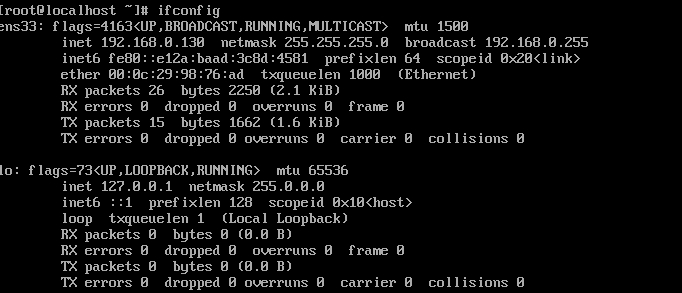 [root@localhost ~]# ifconfig
ens33: flags=4163<UP,BROADCAST,RUNNING,MULTICAST>  mtu 1500
        inet 192.168.0.130  netmask 255.255.255.0  broadcast 192.168.0.255
        inet6 fe80::e12a:baad:3c8d:4581  prefixlen 64  scopeid 0x20<link>
        ether 00:0c:29:98:76:ad  txqueuelen 1000  (Ethernet)
        RX packets 26  bytes 2250 (2.1 KiB)
        RX errors 0  dropped 0  overruns 0  frame 0
        TX packets 15  bytes 1662 (1.6 KiB)
        TX errors 0  dropped 0 overruns 0  carrier 0  collisions 0

lo: flags=73<UP,LOOPBACK,RUNNING>  mtu 65536
        inet 127.0.0.1  netmask 255.0.0.0
        inet6 ::1  prefixlen 128  scopeid 0x10<host>
        loop  txqueuelen 1  (Local Loopback)
        RX packets 0  bytes 0 (0.0 B)
        RX errors 0  dropped 0  overruns 0  frame 0
        TX packets 0  bytes 0 (0.0 B)
        TX errors 0  dropped 0 overruns 0  carrier 0  collisions 0